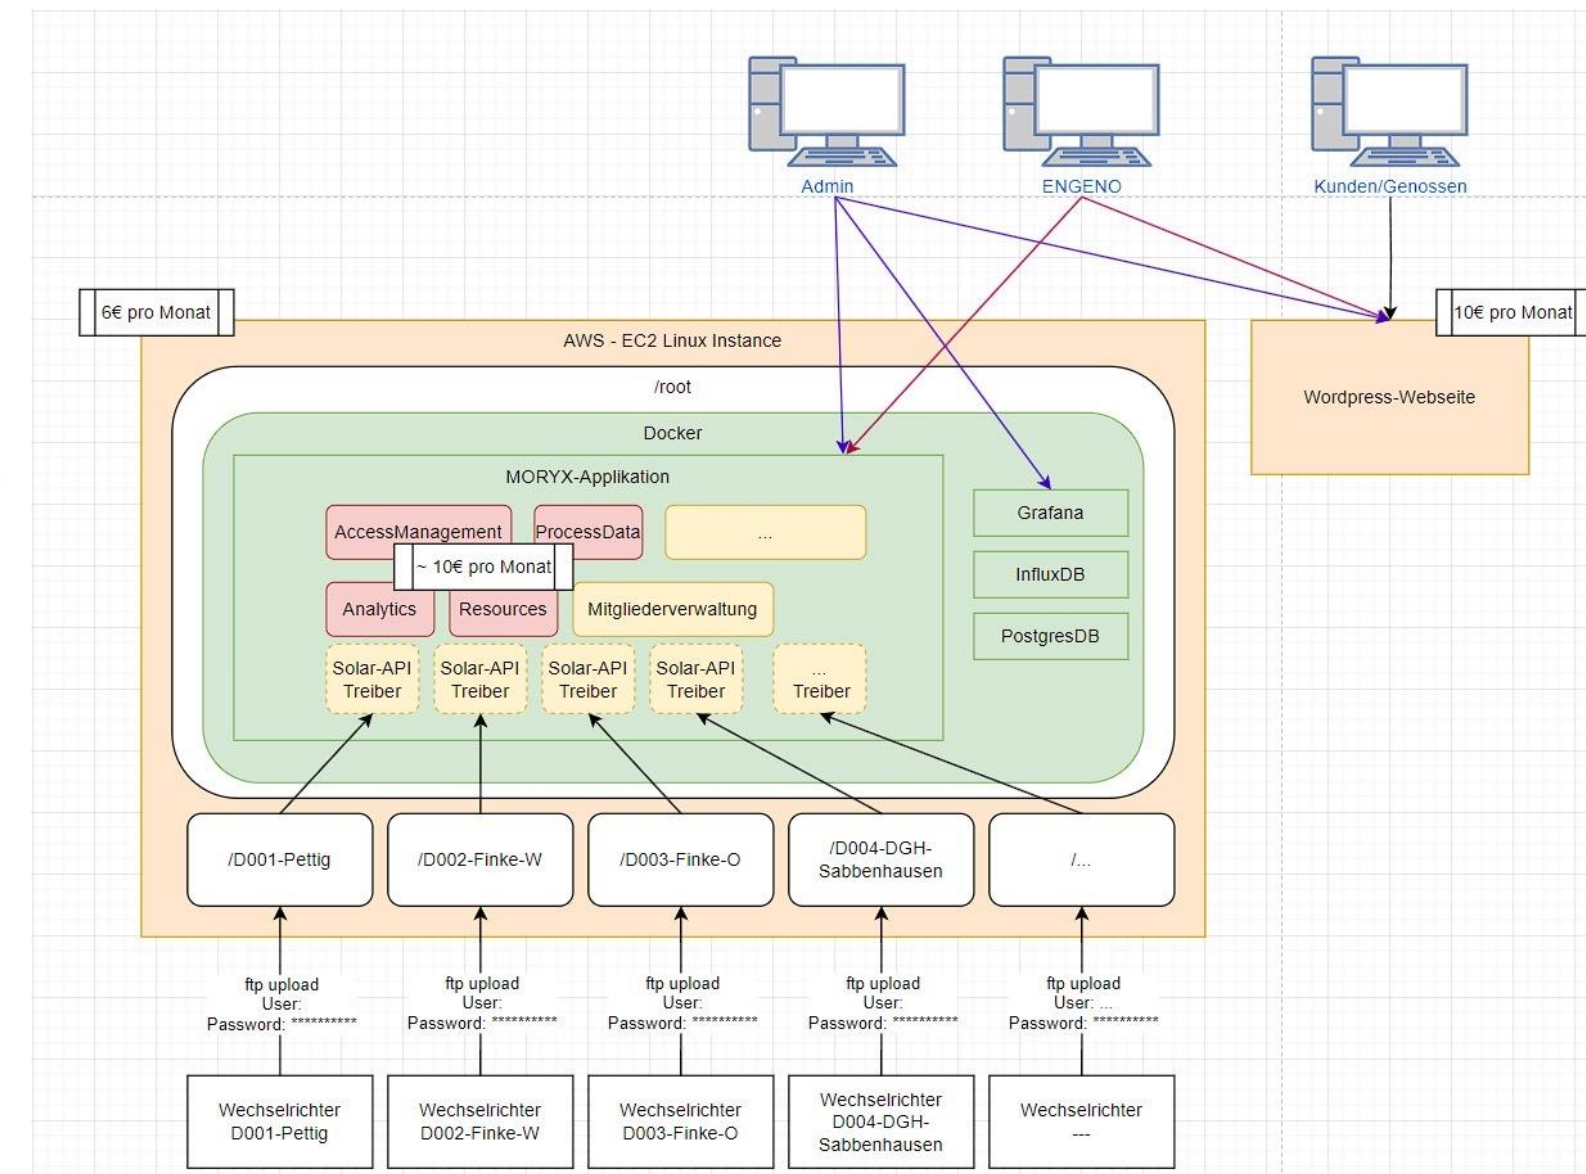 Admin
ENGENO
Kunden/Genossen
6€ pro Monat
10€ pro Monat
AWS - EC2 Linux Instance
/root
Wordpress-Webseite
Docker
MORYX-Applikation
Grafana
AccessManagement
ProcessData
...
~ 10€ pro Monat
InfluxDB
Analytics
Resources
Mitgliederverwaltung
PostgresDB
Solar-API
Treiber
Solar-API
Treiber
Solar-API
Treiber
Solar-API
Treiber
...
Treiber
/D001-Pettig
/D002-Finke-W
/D003-Finke-O
/D004-DGH-
Sabbenhausen
/...
ftp upload
User:
Password: **********
ftp upload
User:
Password: **********
ftp upload
User:
Password: **********
ftp upload
User:
Password: **********
ftp upload
User: ...
Password: **********
Wechselrichter
D001-Pettig
Wechselrichter
D002-Finke-W
Wechselrichter
D003-Finke-O
Wechselrichter
D004-DGH-
Sabbenhausen
Wechselrichter
---